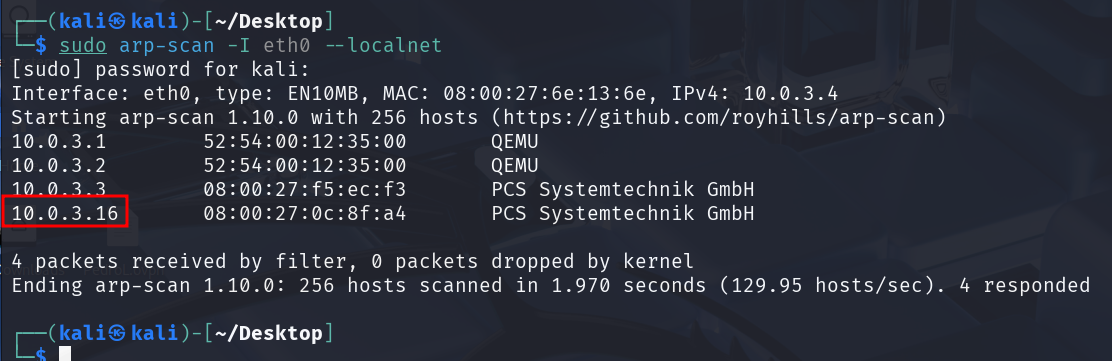 ┌──(kali㉿kali)-[~/Desktop]
└─$ sudo arp-scan -I eth0 --localnet
[sudo] password for kali:
Interface: eth0, type: EN10MB, MAC: 08:00:27:6e:13:6e, IPv4: 10.0.3.4
Starting arp-scan 1.10.0 with 256 hosts (https://github.com/royhills/arp-scan)
10.0.3.1 52:54:00:12:35:00 QEMU
10.0.3.2 52:54:00:12:35:00 QEMU
10.0.3.3 08:00:27:f5:ec:f3 PCS Systemtechnik GmbH
10.0.3.16 08:00:27:0c:8f:a4 PCS Systemtechnik GmbH
4 packets received by filter, 0 packets dropped by kernel
Ending arp-scan 1.10.0: 256 hosts scanned in 1.970 seconds (129.95 hosts/sec). 4 responded
┌──(kali㉿kali)-[~/Desktop]
└─$